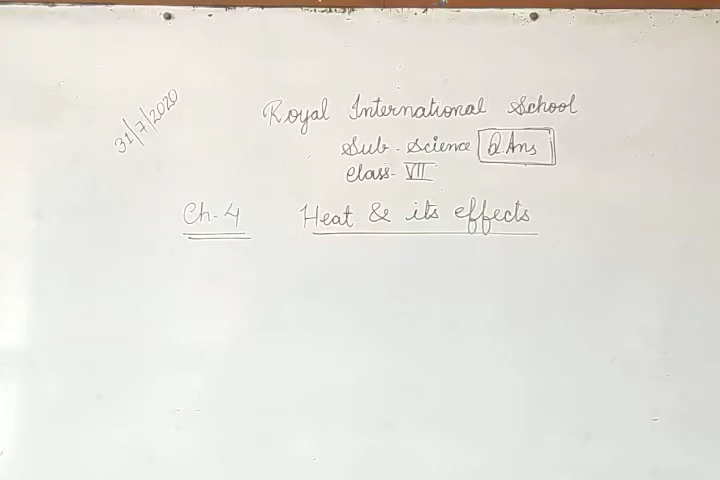 31/7/2020
Royal International School
Sub - Science Q.Ans
Class- VII
Ch-4 Heat & its effects